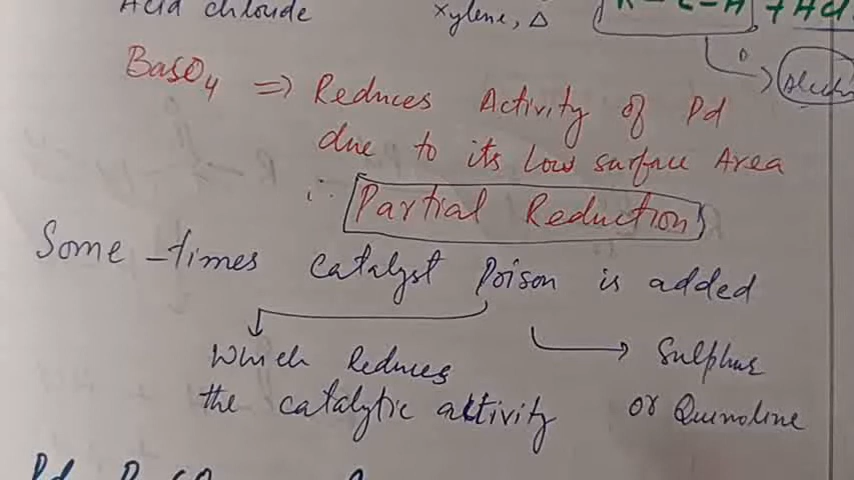 Acid chloride
xylene, Δ
R-C-H + HCl
BaSO4 => Reduces Activity of Pd
due to its Low surface Area
∴ Partial Reduction
Some-times catalyst Poison is added
Which Reduces
the catalytic activity
Sulphur
or Quinoline